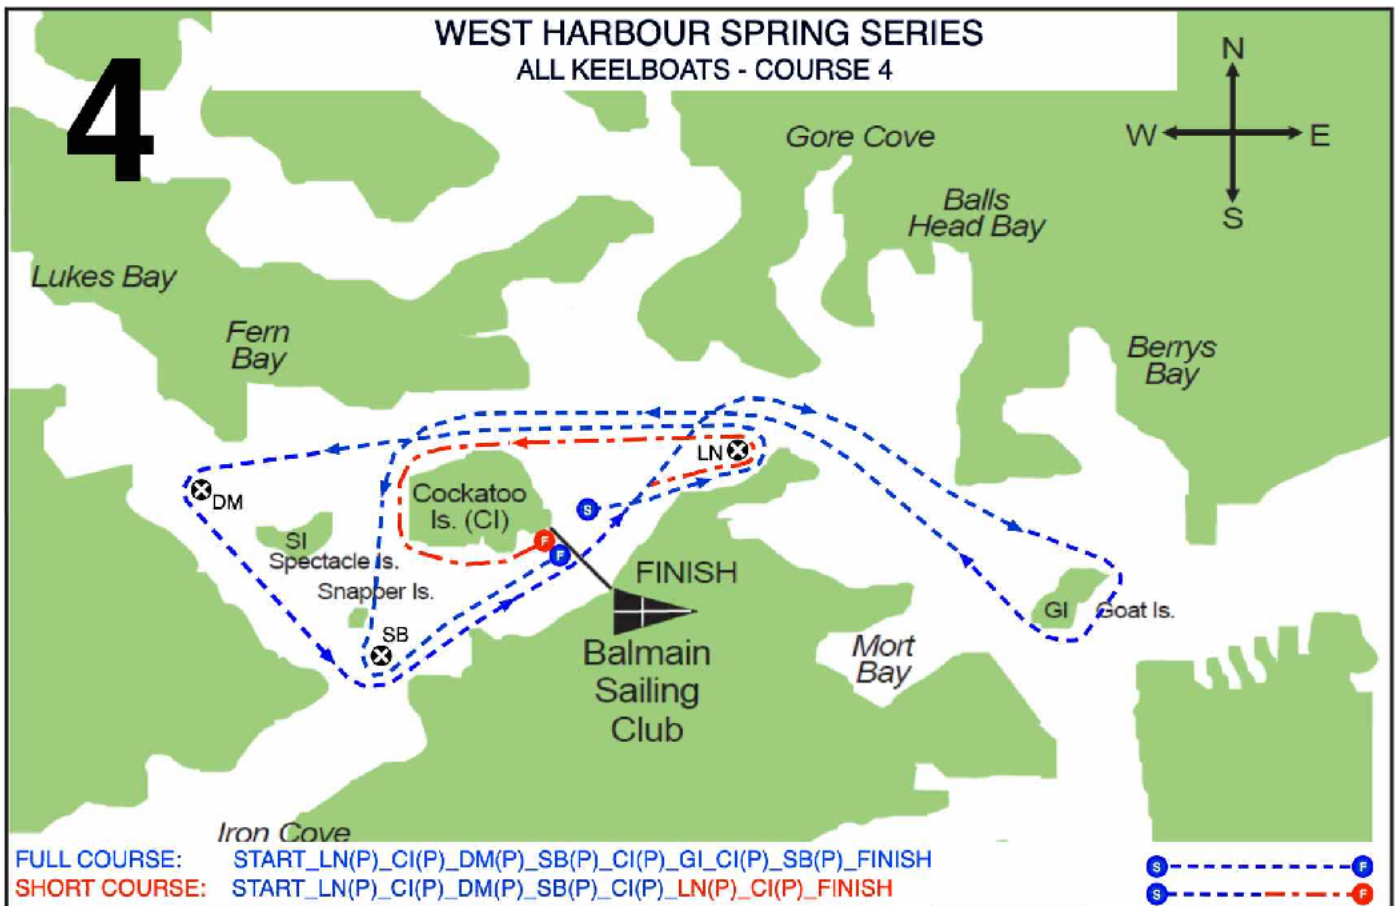 WEST HARBOUR SPRING SERIES
ALL KEELBOATS - COURSE 4
4
N
W E
S
Gore Cove
Balls
Head Bay
Lukes Bay
Fern
Bay
Berrys
Bay
LN
DM
Cockatoo
Is. (CI)
S
SI
Spectacle Is.
F
F
FINISH
Snapper Is.
GI Goat Is.
SB
Balmain
Sailing
Club
Mort
Bay
Iron Cove
FULL COURSE: START_LN(P)_CI(P)_DM(P)_SB(P)_CI(P)_GI_CI(P)_SB(P)_FINISH
S F
SHORT COURSE: START_LN(P)_CI(P)_DM(P)_SB(P)_CI(P)_LN(P)_CI(P)_FINISH
S F